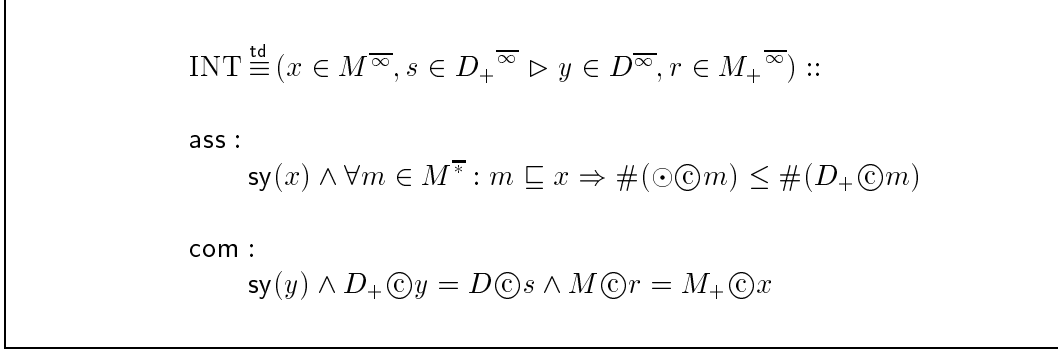 INT ≡ᵗᵈ (x ∈ M^∞̅, s ∈ D₊^∞̅ ▷ y ∈ D^∞̅, r ∈ M₊^∞̅) ::
ass :
sy(x) ∧ ∀m ∈ M^*̅ : m ⊑ x ⇒ #(⊙©m) ≤ #(D₊©m)
com :
sy(y) ∧ D₊©y = D©s ∧ M©r = M₊©x